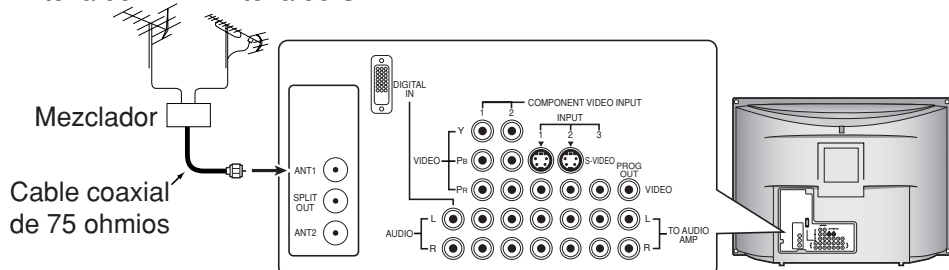 Mezclador
Cable coaxial
de 75 ohmios
ANT1
SPLIT
OUT
ANT2
DIGITAL
IN
COMPONENT VIDEO INPUT
1 2
INPUT
1 2 3
Y
VIDEO
PB
S-VIDEO
PROG
OUT
PR
VIDEO
L
AUDIO
R
L
TO AUDIO
AMP
R